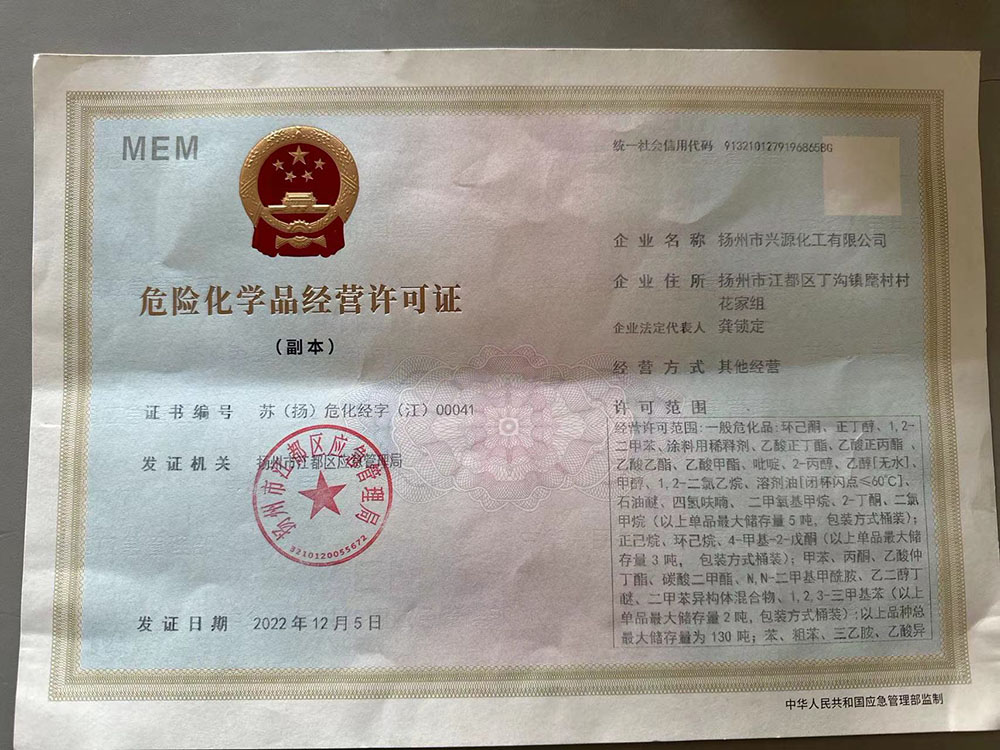 MEM
危险化学品经营许可证
（副本）
证书编号 苏（扬）危化经字（江）00041
发证机关 扬州市江都区应急管理局
扬州市江都区应急管理局
3210120055672
发证日期 2022年12月5日
统一社会信用代码 91321012791968658G
企业名称 扬州市兴源化工有限公司
企业住所 扬州市江都区丁沟镇麾村村
花家组
企业法定代表人 龚锁定
经营方式 其他经营
许可范围
经营许可范围：一般危化品：环己酮、正丁醇、1,2-
二甲苯、涂料用稀释剂、乙酸正丁酯、乙酸正丙酯、
乙酸乙酯、乙酸甲酯、吡啶、2-丙醇、乙醇[无水]、
甲醇、1,2-二氯乙烷、溶剂油[闭杯闪点≤60℃]、
石油醚、四氢呋喃、二甲氧基甲烷、2-丁酮、二氯
甲烷（以上单品最大储存量5吨，包装方式桶装）；
正己烷、环己烷、4-甲基-2-戊酮（以上单品最大储
存量3吨，包装方式桶装）；甲苯、丙酮、乙酸仲
丁酯、碳酸二甲酯、N,N-二甲基甲酰胺、乙二醇丁
醚、二甲苯异构体混合物、1,2,3-三甲基苯（以上
单品最大储存量2吨，包装方式桶装）；以上品种总
最大储存量为130吨；苯、粗苯、三乙胺、乙酸异
中华人民共和国应急管理部监制